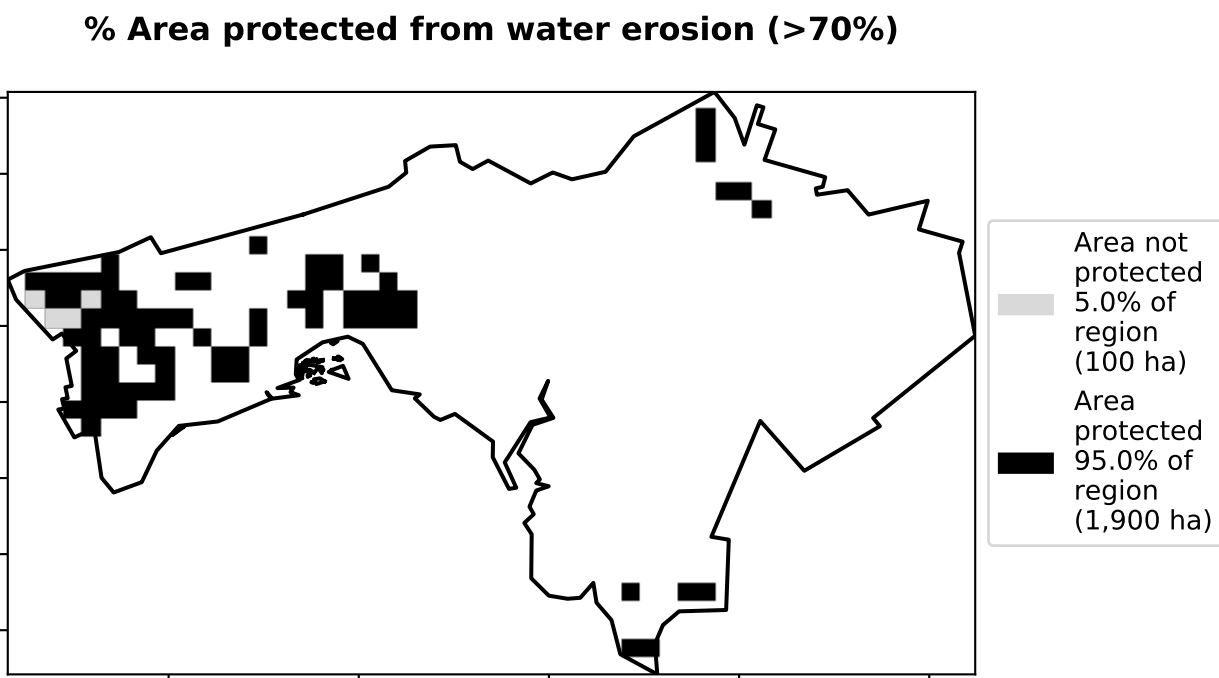 % Area protected from water erosion (>70%)
Area not
protected
5.0% of
region
(100 ha)
Area
protected
95.0% of
region
(1,900 ha)